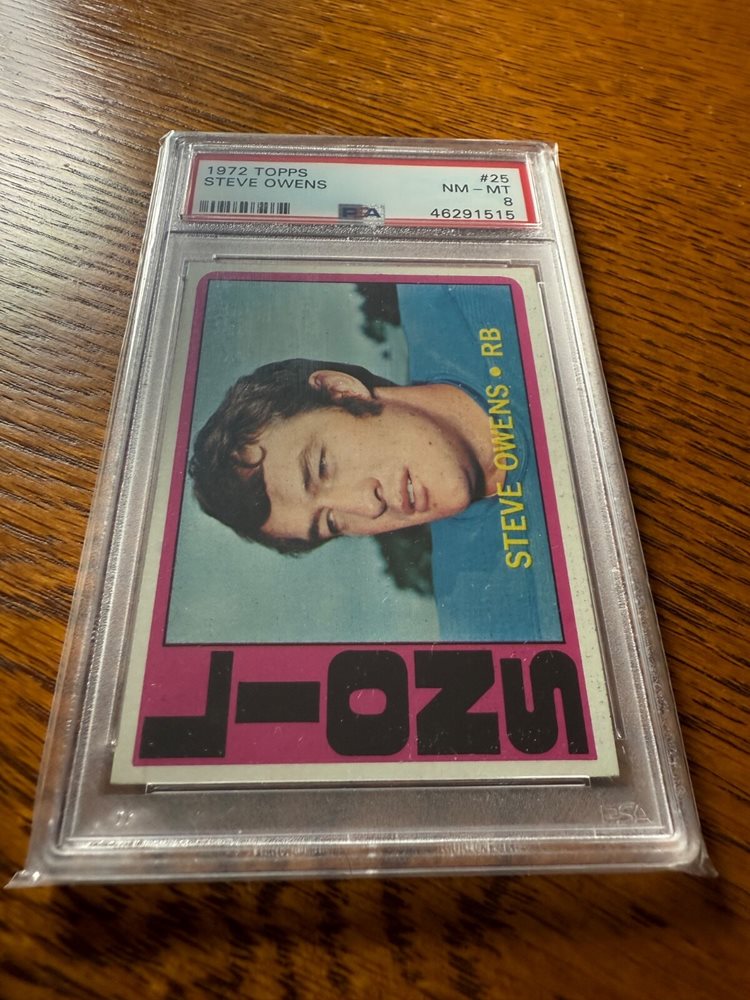 1972 TOPPS #25
STEVE OWENS NM - MT
8
PSA 46291515
STEVE OWENS • RB
LIONS
PSA